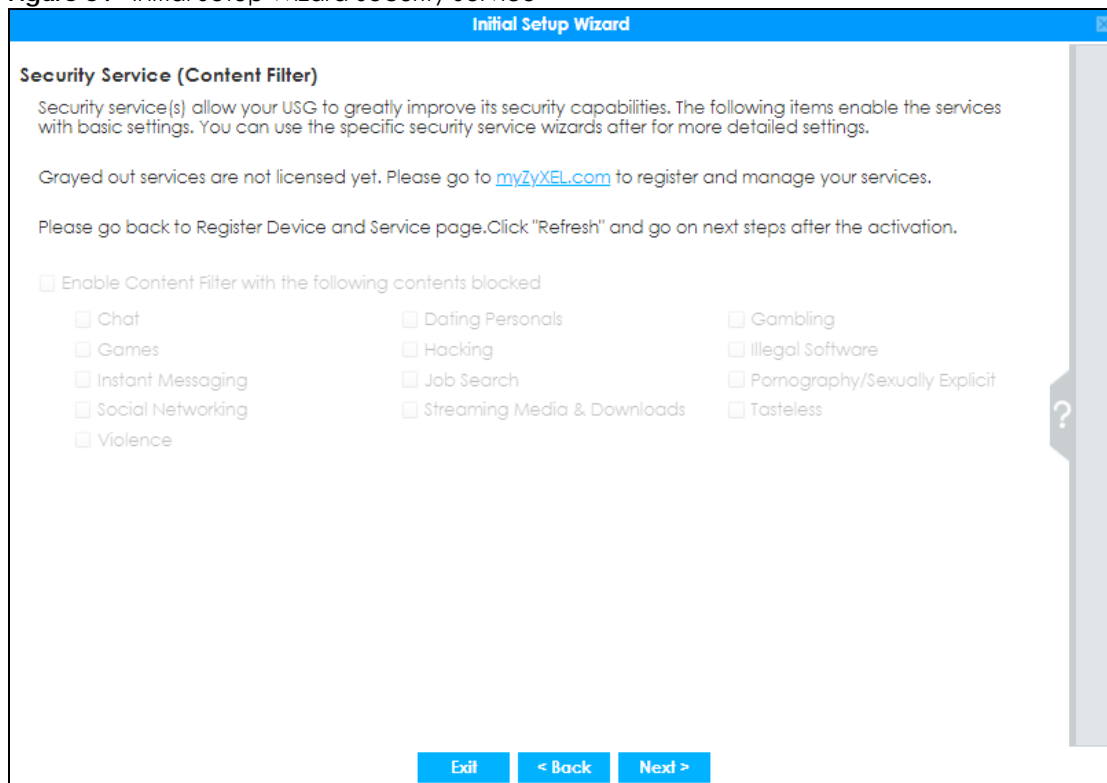 Initial Setup Wizard
Security Service (Content Filter)
Security service(s) allow your USG to greatly improve its security capabilities. The following items enable the services
with basic settings. You can use the specific security service wizards after for more detailed settings.
Grayed out services are not licensed yet. Please go to myZyXEL.com to register and manage your services.
Please go back to Register Device and Service page.Click "Refresh" and go on next steps after the activation.
Enable Content Filter with the following contents blocked
Chat Dating Personals Gambling
Games Hacking Illegal Software
Instant Messaging Job Search Pornography/Sexually Explicit
Social Networking Streaming Media & Downloads Tasteless
Violence
?
Exit < Back Next >